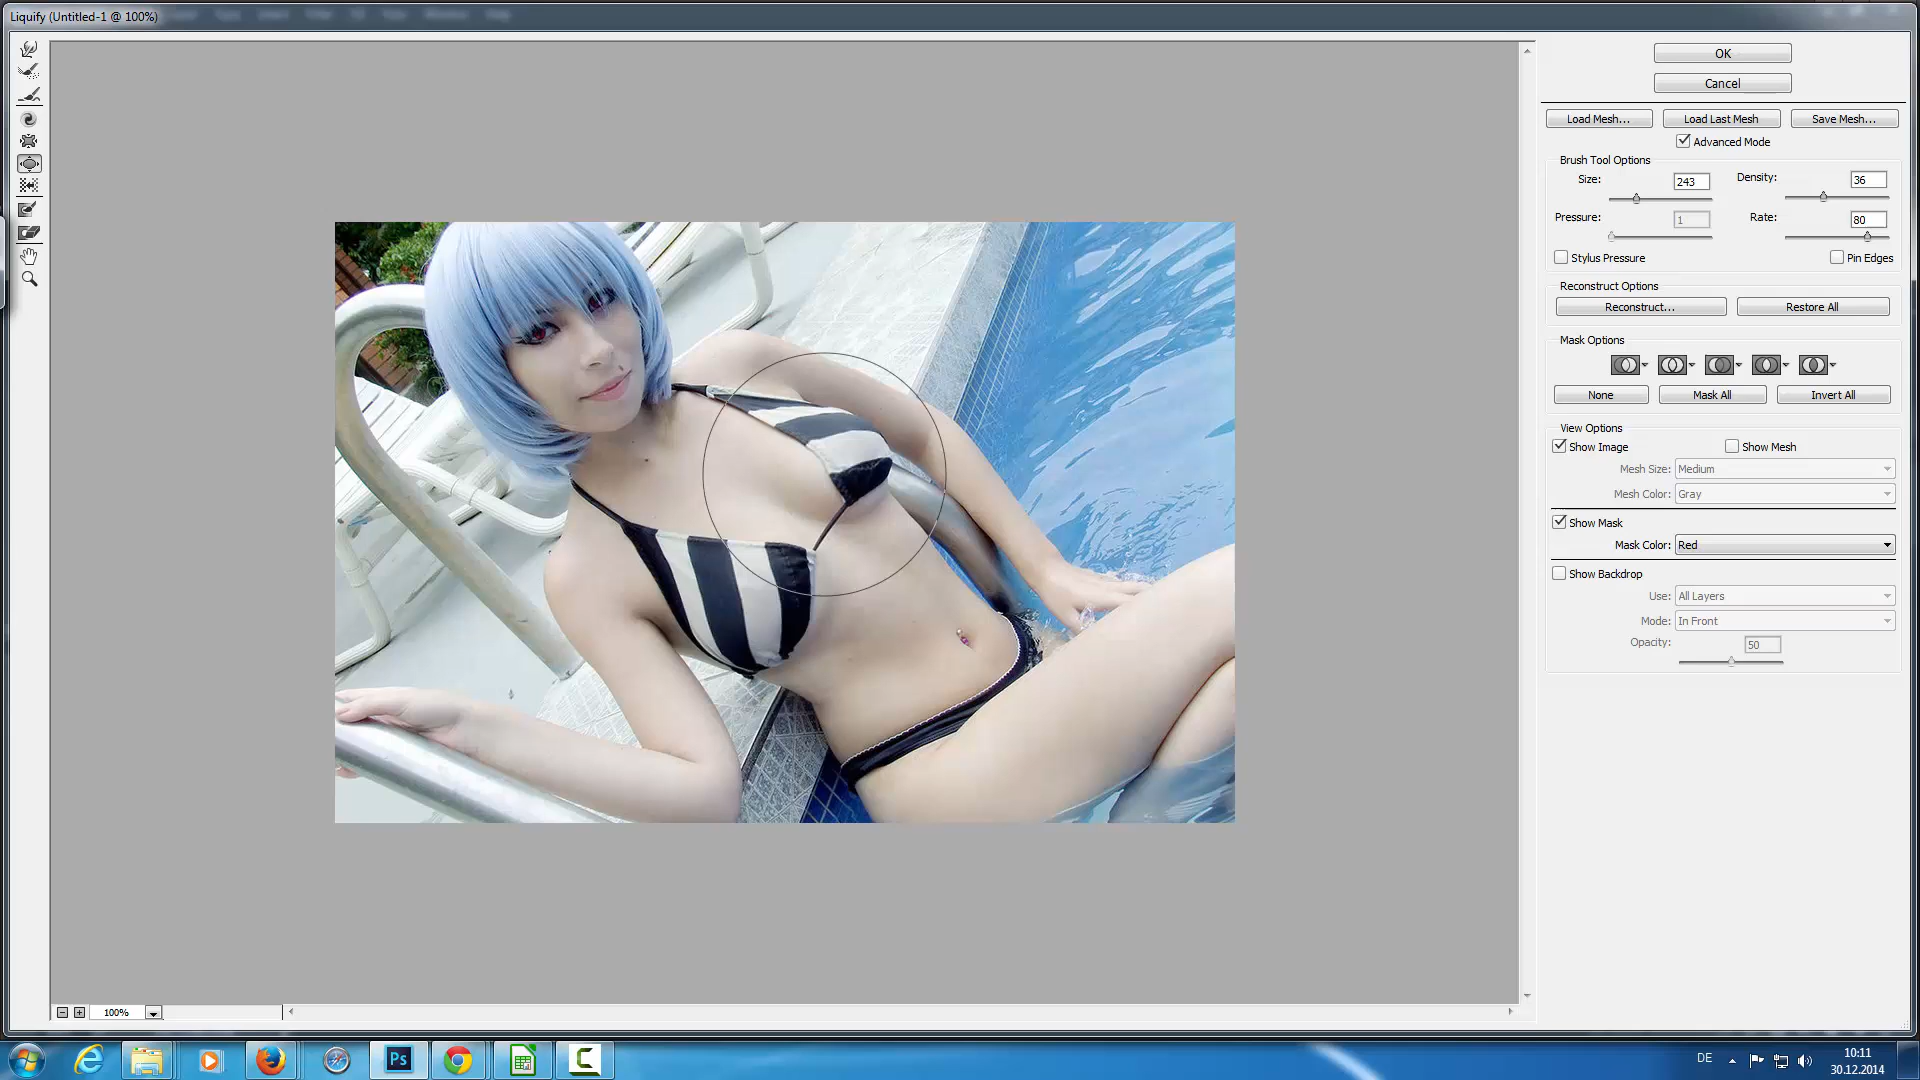 Liquify (Untitled-1 @ 100%)
OK
Cancel
Load Mesh...
Load Last Mesh
Save Mesh...
Advanced Mode
Brush Tool Options
Size: 243
Density: 36
Pressure: 1
Rate: 80
Stylus Pressure
Pin Edges
Reconstruct Options
Reconstruct...
Restore All
Mask Options
None
Mask All
Invert All
View Options
Show Image
Show Mesh
Mesh Size: Medium
Mesh Color: Gray
Show Mask
Mask Color: Red
Show Backdrop
Use: All Layers
Mode: In Front
Opacity: 50
100%
Ps
DE
10:11
30.12.2014